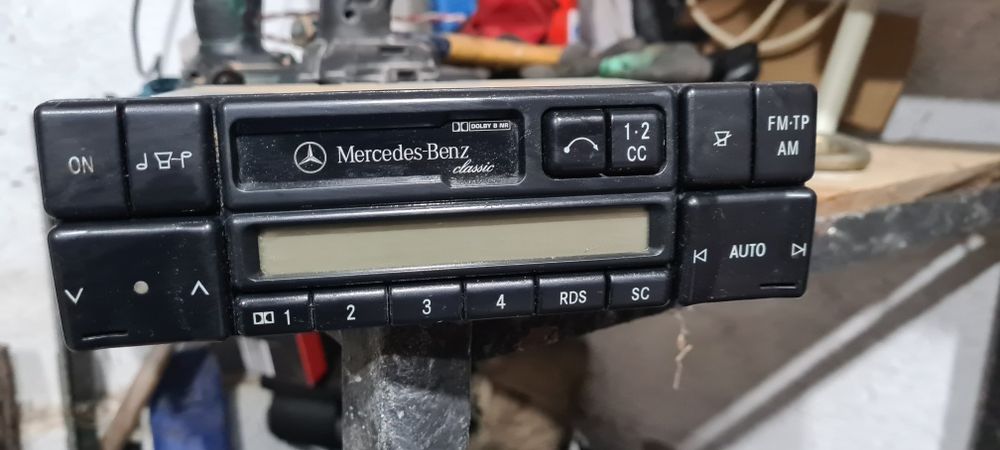 ON
DOLBY B NR
Mercedes-Benz
classic
1·2
CC
FM·TP
AM
AUTO
1
2
3
4
RDS
SC